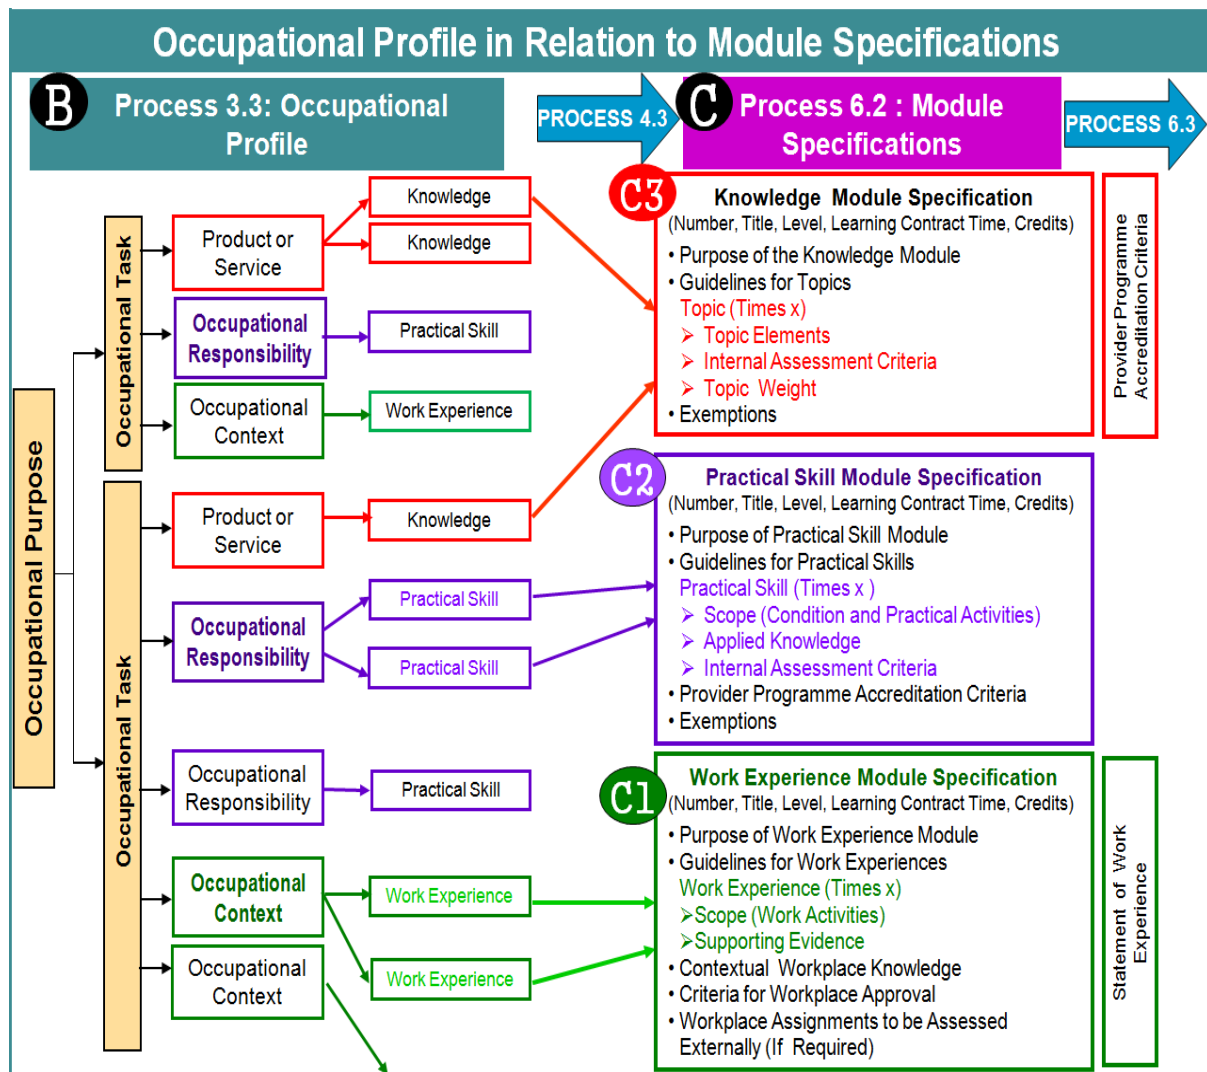 Occupational Profile in Relation to Module Specifications
B
Process 3.3: Occupational
Profile
PROCESS 4.3
C
Process 6.2 : Module
Specifications
PROCESS 6.3
Occupational Purpose
Occupational Task
Product or
Service
Knowledge
Knowledge
Occupational
Responsibility
Practical Skill
Occupational
Context
Work Experience
Occupational Task
Product or
Service
Knowledge
Occupational
Responsibility
Practical Skill
Practical Skill
Occupational
Responsibility
Practical Skill
Occupational
Context
Work Experience
Work Experience
Occupational
Context
C3
Knowledge Module Specification
(Number, Title, Level, Learning Contract Time, Credits)
• Purpose of the Knowledge Module
• Guidelines for Topics
Topic (Times x)
➢ Topic Elements
➢ Internal Assessment Criteria
➢ Topic Weight
• Exemptions
Provider Programme
Accreditation Criteria
C2
Practical Skill Module Specification
(Number, Title, Level, Learning Contract Time, Credits)
• Purpose of Practical Skill Module
• Guidelines for Practical Skills
Practical Skill (Times x )
➢ Scope (Condition and Practical Activities)
➢ Applied Knowledge
➢ Internal Assessment Criteria
• Provider Programme Accreditation Criteria
• Exemptions
C1
Work Experience Module Specification
(Number, Title, Level, Learning Contract Time, Credits)
• Purpose of Work Experience Module
• Guidelines for Work Experiences
Work Experience (Times x)
➢Scope (Work Activities)
➢Supporting Evidence
• Contextual Workplace Knowledge
• Criteria for Workplace Approval
• Workplace Assignments to be Assessed
Externally (If Required)
Statement of Work
Experience